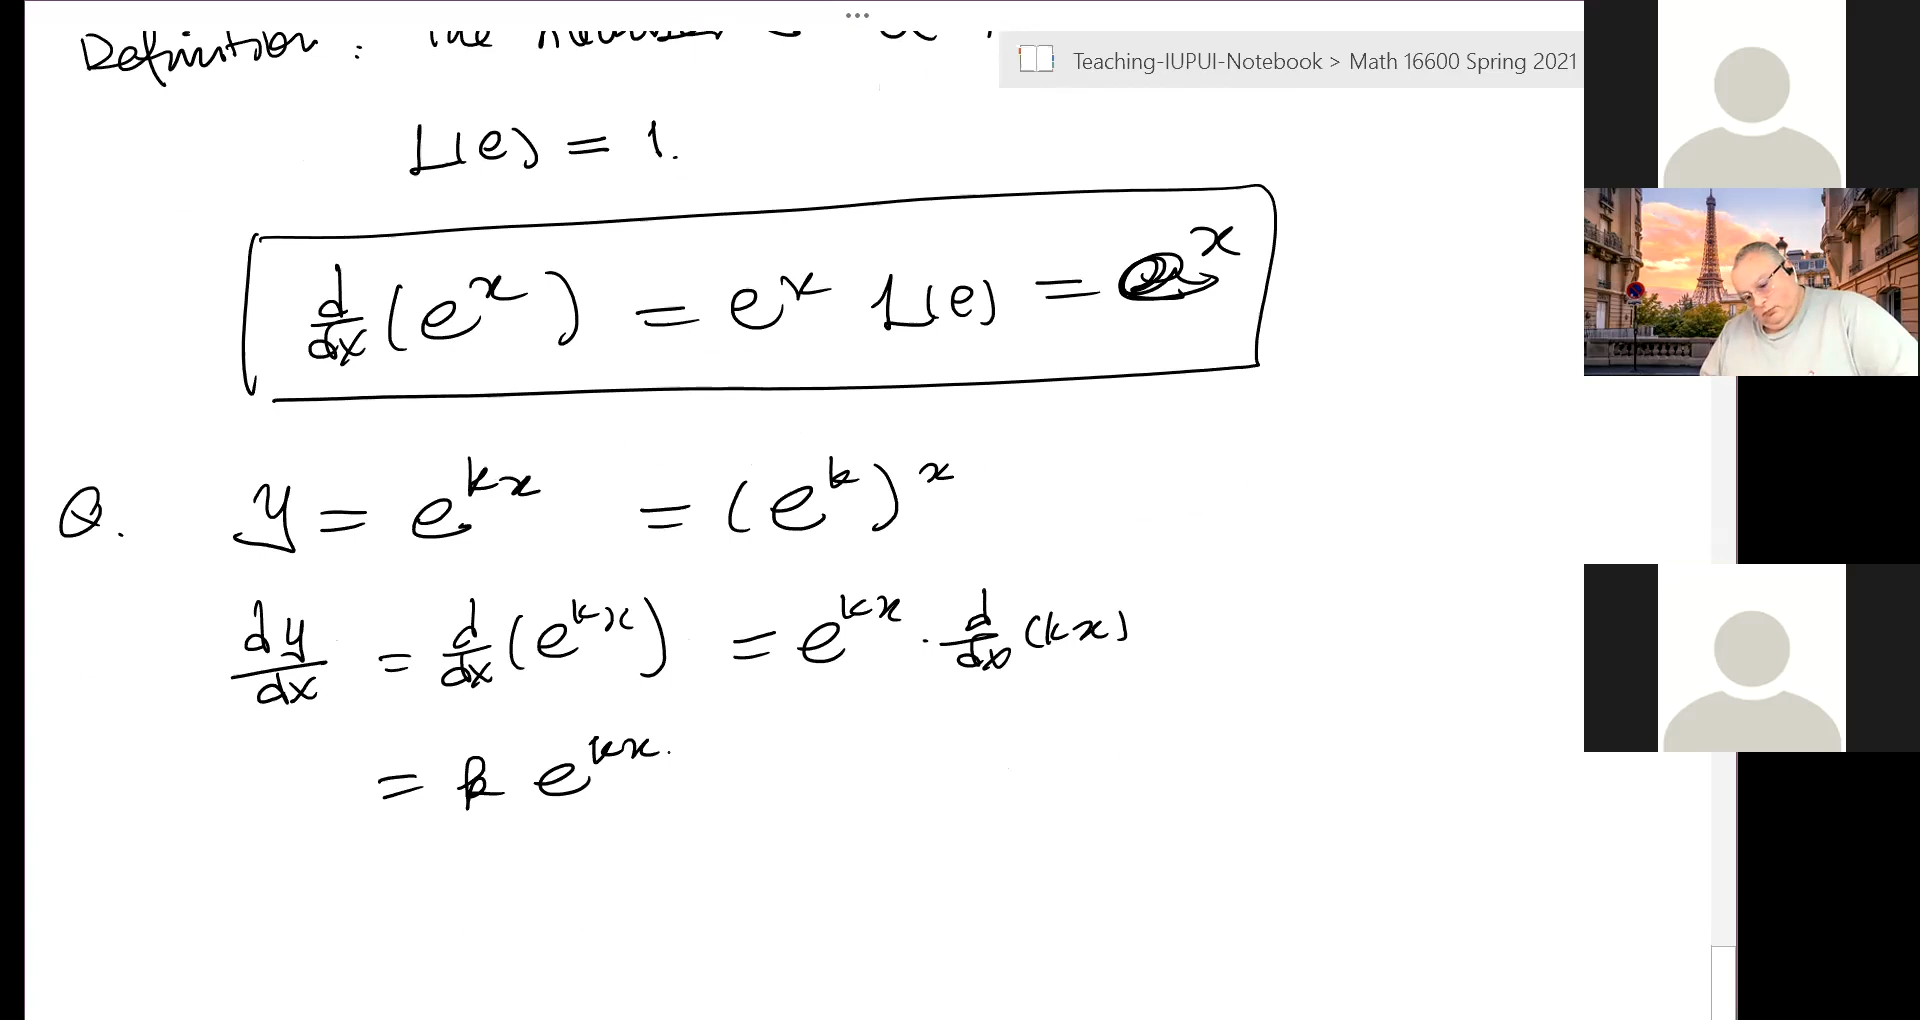 Definition :
Teaching-IUPUI-Notebook > Math 16600 Spring 2021
L(e) = 1.
d/dx (e^x) = e^x L(e) = e^x
Q. y = e^{kx} = (e^k)^x
dy/dx = d/dx (e^{kx}) = e^{kx} · d/dx (kx)
= k e^{kx}.